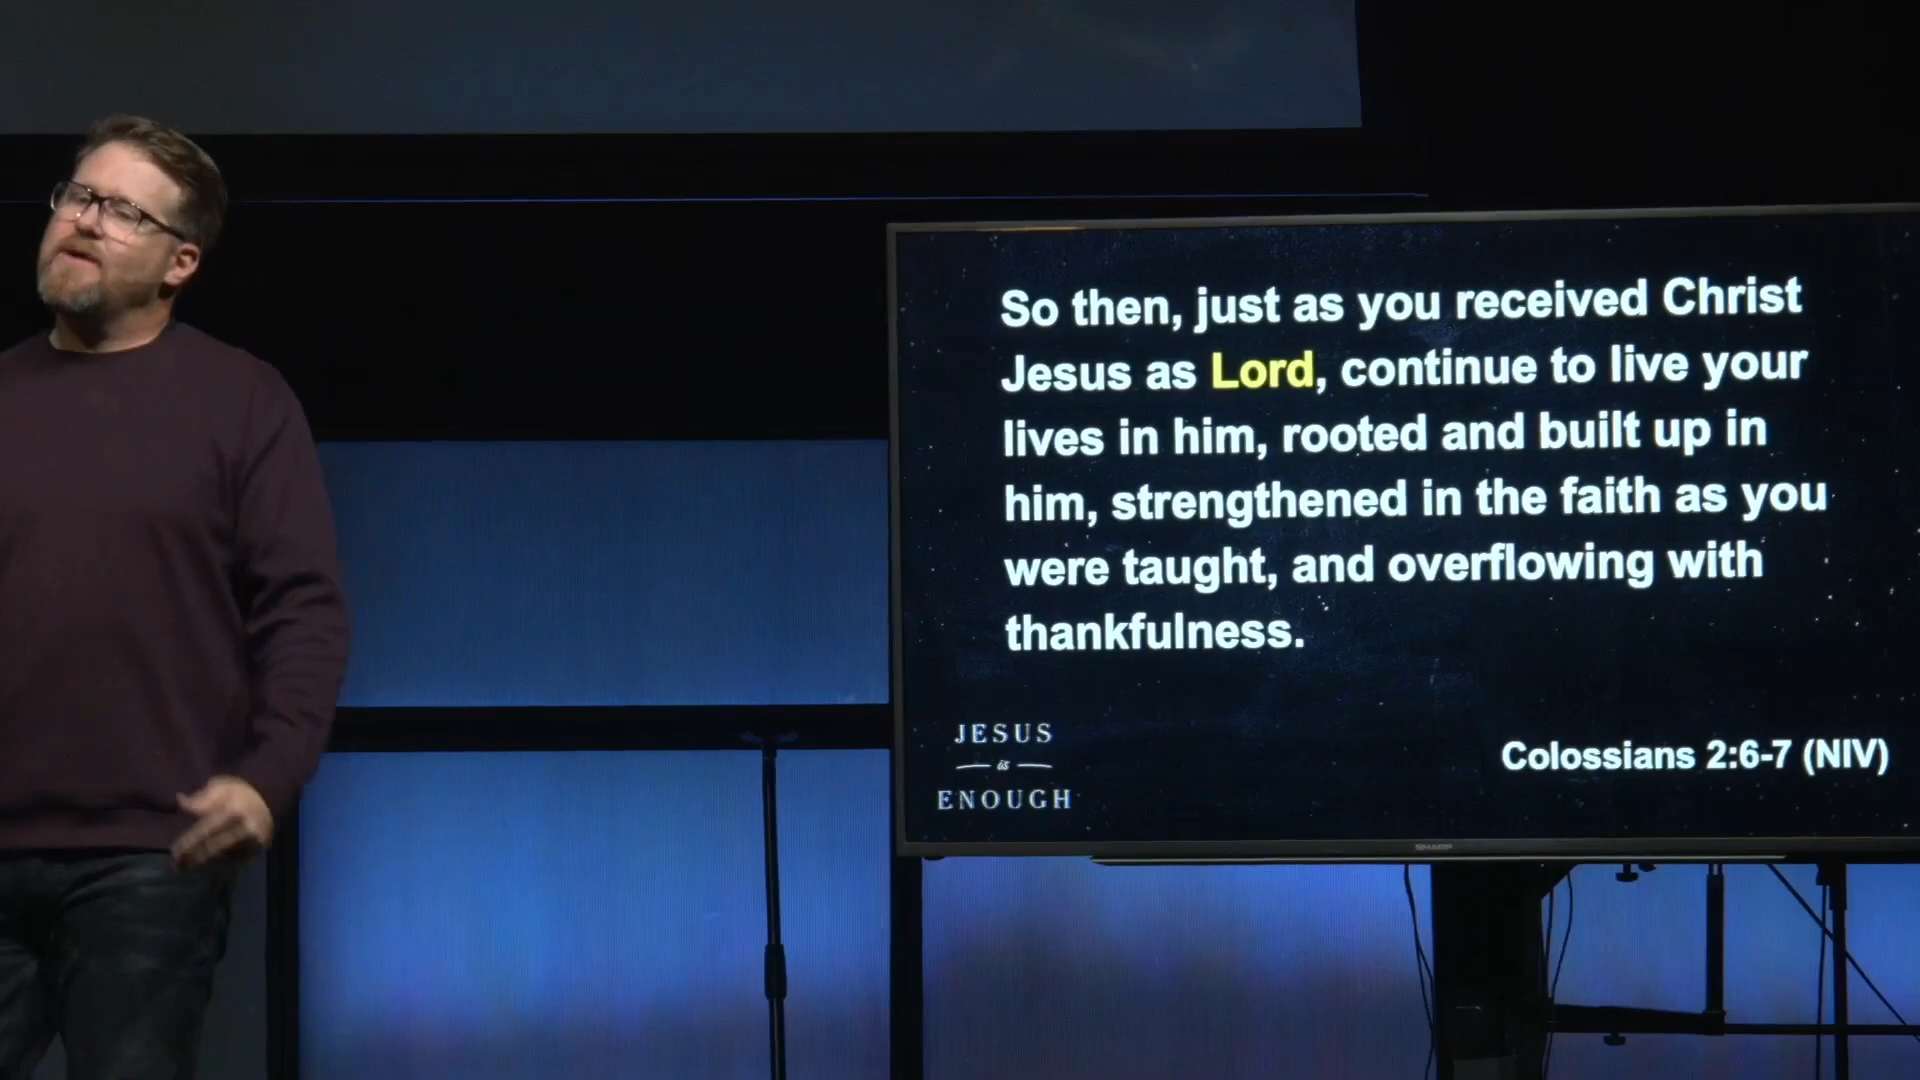 So then, just as you received Christ
Jesus as Lord, continue to live your
lives in him, rooted and built up in
him, strengthened in the faith as you
were taught, and overflowing with
thankfulness.
JESUS
is
ENOUGH
Colossians 2:6-7 (NIV)
SHARP